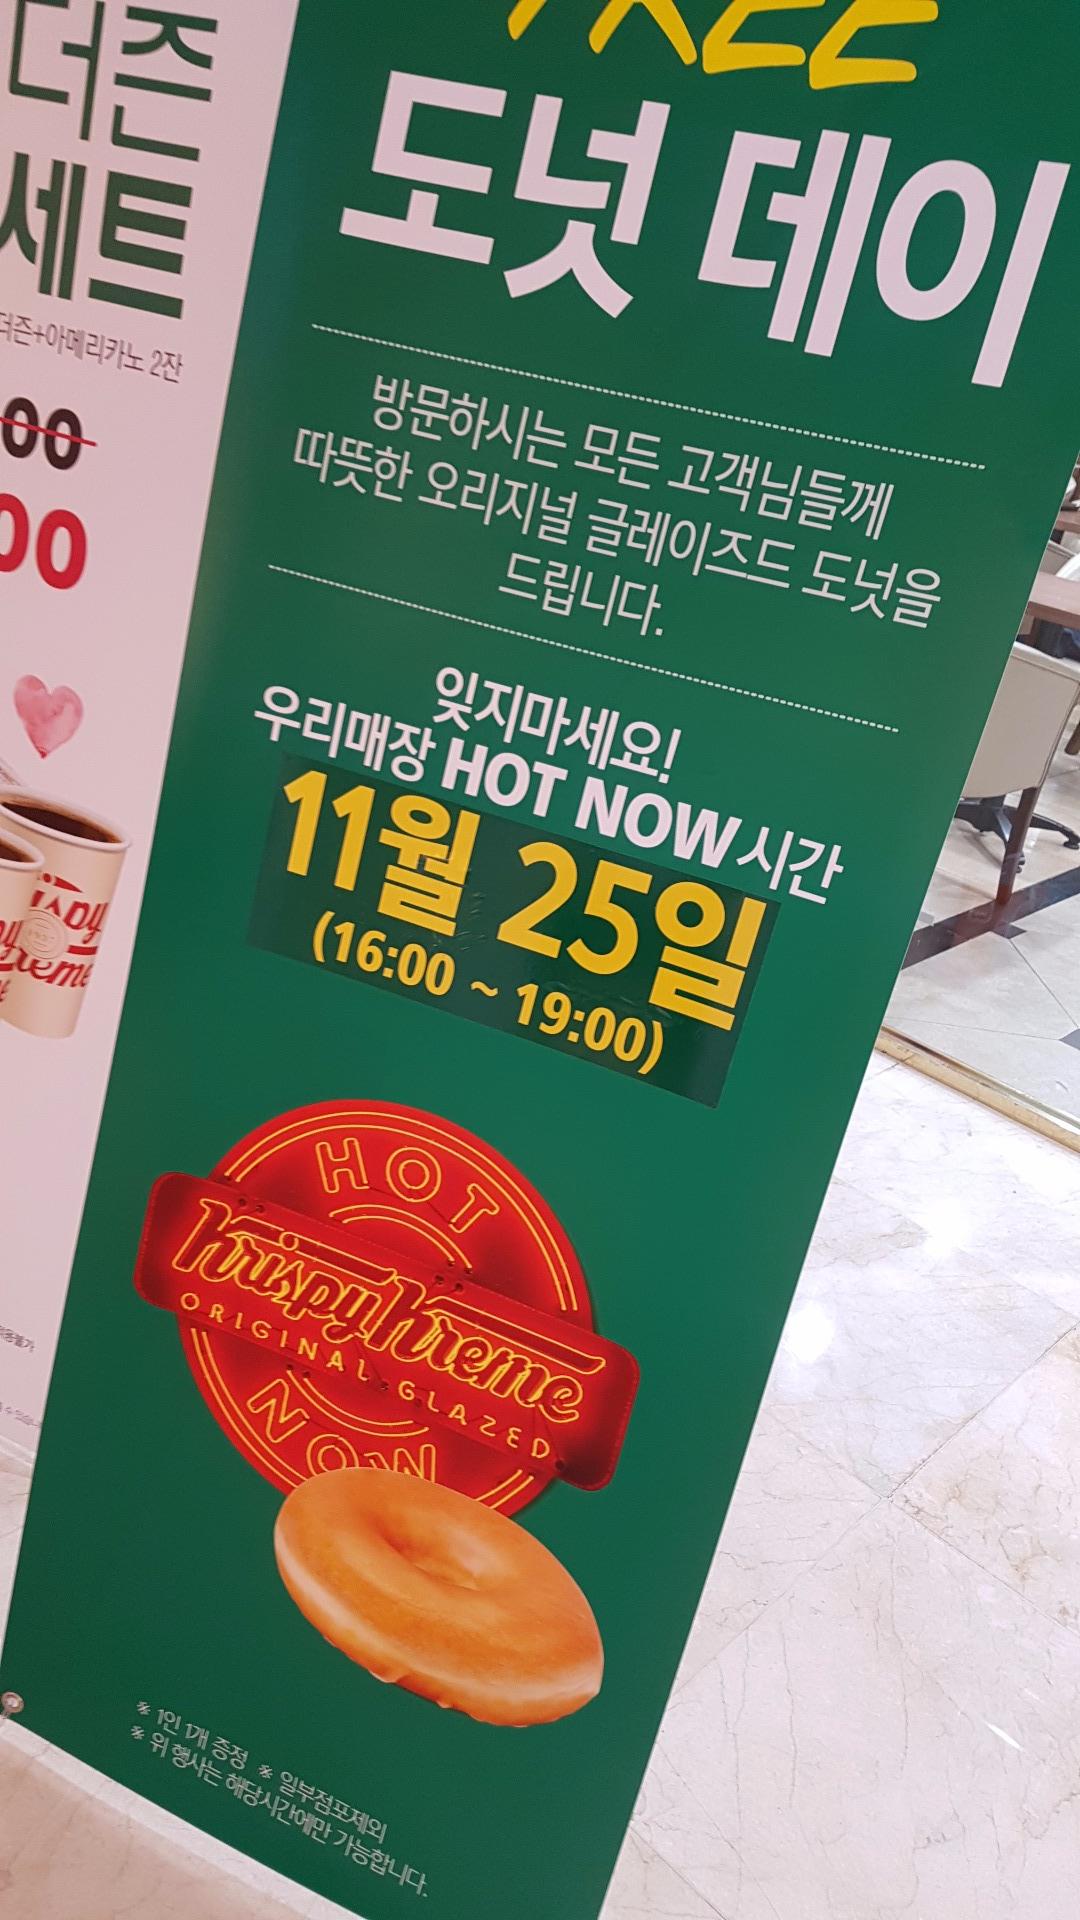 더즌
세트
더즌+아메리카노 2잔
00
00
FREE
도넛 데이
방문하시는 모든 고객님들께
따뜻한 오리지널 글레이즈드 도넛을
드립니다.
잊지마세요!
우리매장 HOT NOW 시간
11월 25일
(16:00 ~ 19:00)
HOT
Krispy Kreme
ORIGINAL GLAZED
NOW
※ 1인 1개 증정 ※ 일부점포제외
※ 위 행사는 해당시간에만 가능합니다.